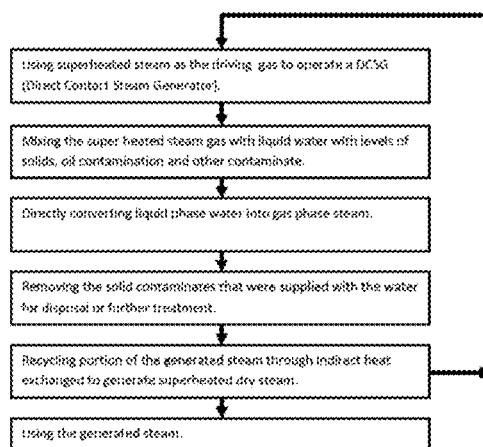 Using superheated steam as the driving gas to operate a DCSG
(Direct Contact Steam Generator).
Mixing the super heated steam gas with liquid water with levels of
solids, oil contamination and other contaminate.
Directly converting liquid phase water into gas phase steam.
Removing the solid contaminates that were supplied with the water
for disposal or further treatment.
Recycling portion of the generated steam through indirect heat
exchanged to generate superheated dry steam.
Using the generated steam.